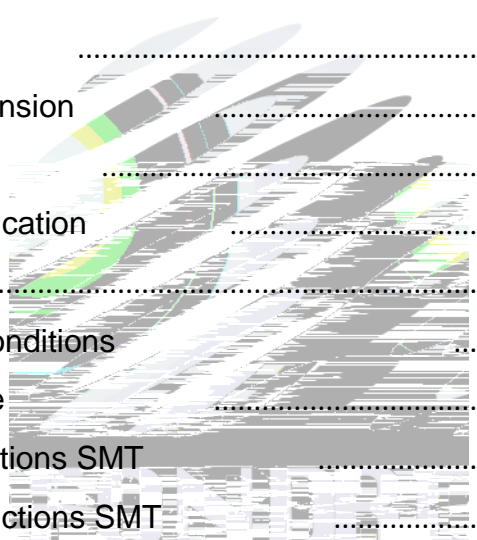 ....................................................
nsion ..................................
................................................
cation ................................
............................................................
onditions ...
e ..................................
tions SMT ....................
ctions SMT ..................